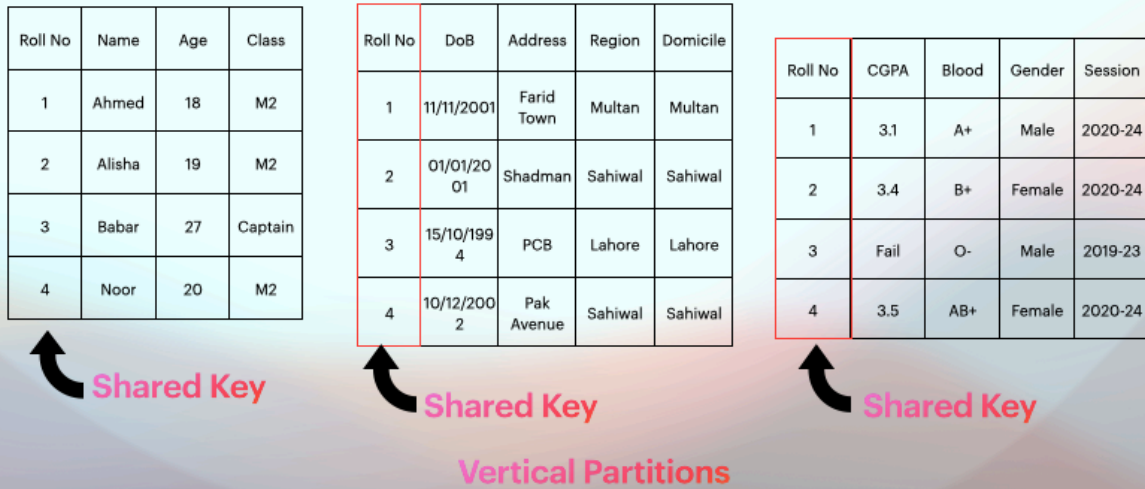 Roll No Name Age Class
1 Ahmed 18 M2
2 Alisha 19 M2
3 Babar 27 Captain
4 Noor 20 M2
Shared Key
Roll No DoB Address Region Domicile
1 11/11/2001 Farid
Town Multan Multan
2 01/01/20
01 Shadman Sahiwal Sahiwal
3 15/10/199
4 PCB Lahore Lahore
4 10/12/200
2 Pak
Avenue Sahiwal Sahiwal
Shared Key
Roll No CGPA Blood Gender Session
1 3.1 A+ Male 2020-24
2 3.4 B+ Female 2020-24
3 Fail O- Male 2019-23
4 3.5 AB+ Female 2020-24
Shared Key
Vertical Partitions